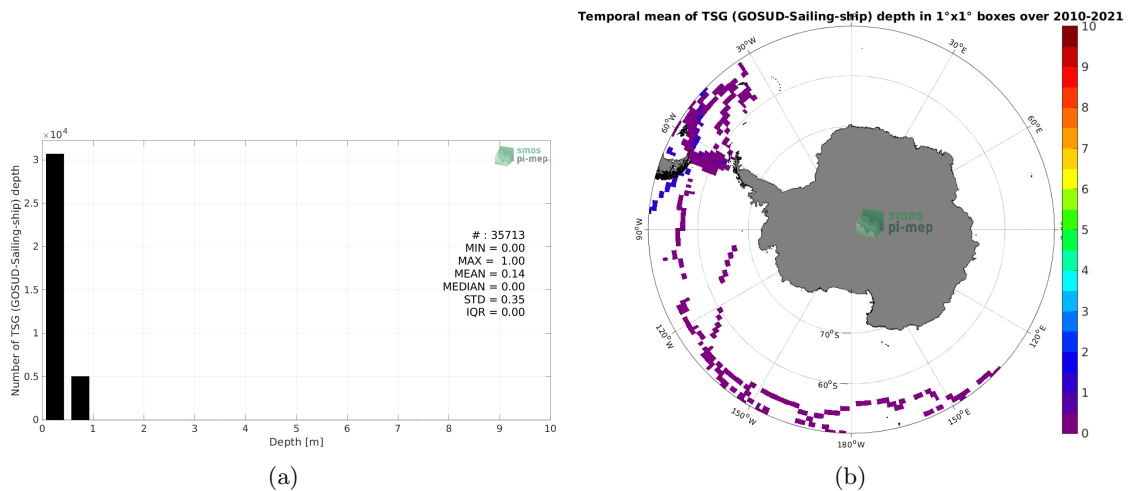 ×10⁴
3
2.5
2
1.5
1
0.5
0
0
1
2
3
4
5
6
7
8
9
10
Number of TSG (GOSUD-Sailing-ship) depth
Depth [m]
smos
pi-mep
# : 35713
MIN = 0.00
MAX = 1.00
MEAN = 0.14
MEDIAN = 0.00
STD = 0.35
IQR = 0.00
(a)
Temporal mean of TSG (GOSUD-Sailing-ship) depth in 1°x1° boxes over 2010-2021
30°W
30°E
60°W
60°E
90°W
120°W
120°E
150°W
150°E
180°W
70°S
60°S
smos
pi-mep
10
9
8
7
6
5
4
3
2
1
0
(b)